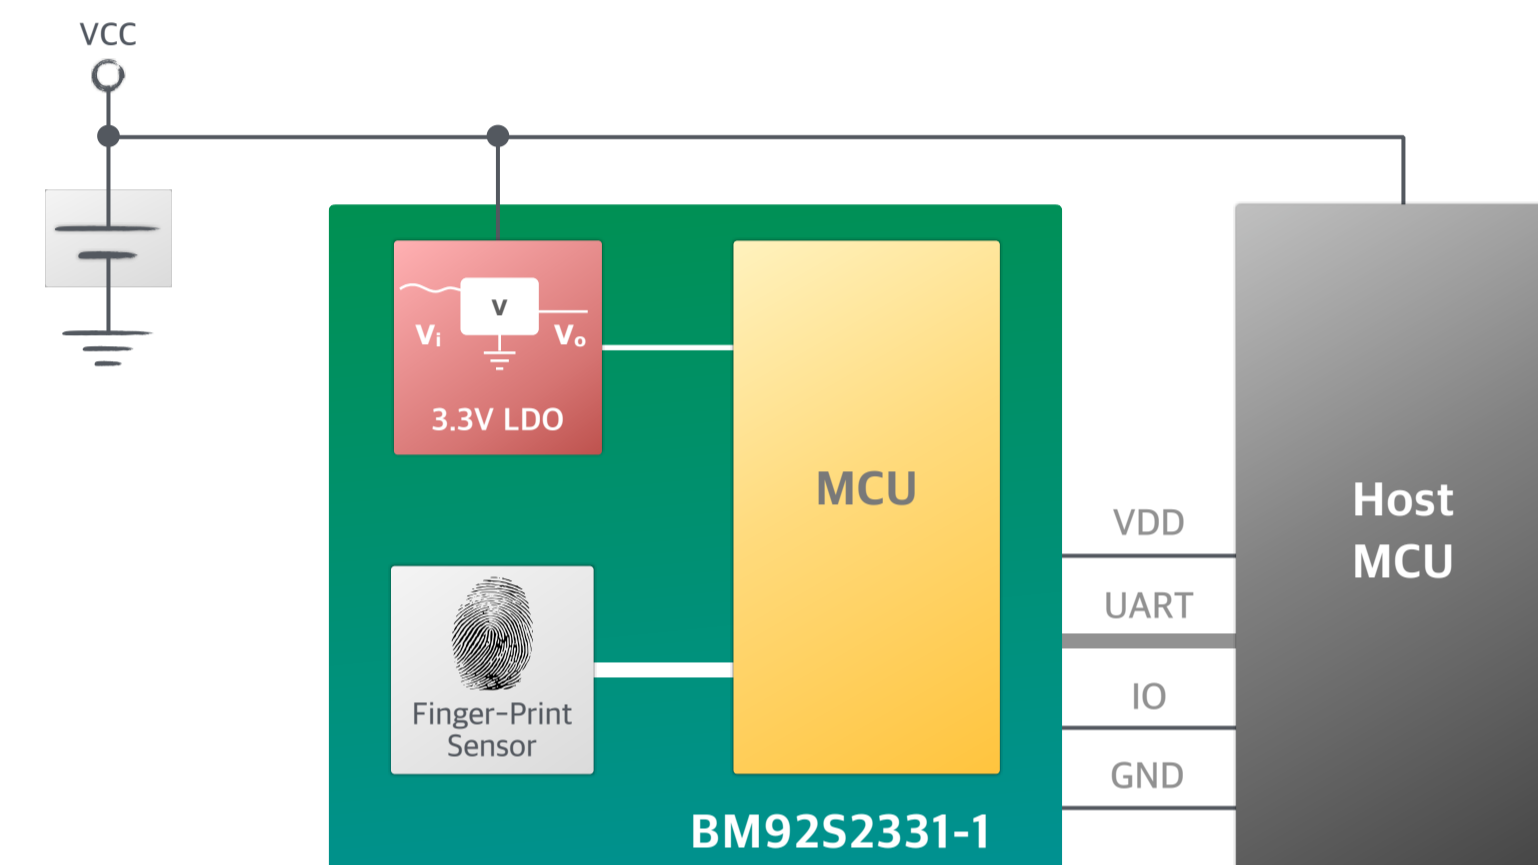 VCC
V
Vi
Vo
3.3V LDO
MCU
Host
MCU
VDD
UART
IO
GND
Finger-Print
Sensor
BM92S2331-1